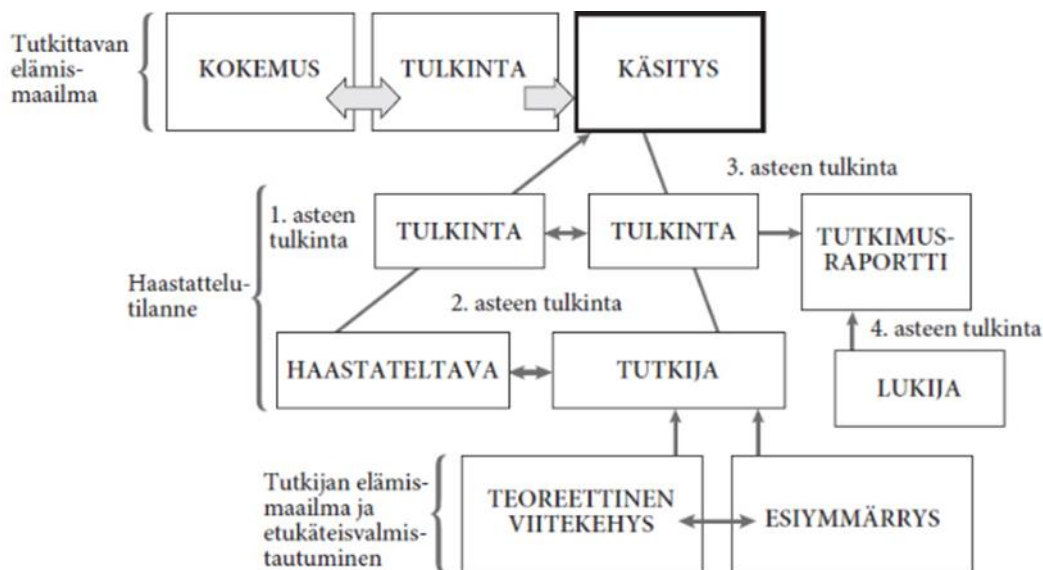 Tutkittavan
elämis-
maailma
KOKEMUS
TULKINTA
KÄSITYS
3. asteen tulkinta
1. asteen
tulkinta
TULKINTA
TULKINTA
TUTKIMUS-
RAPORTTI
Haastattelu-
tilanne
2. asteen tulkinta
4. asteen tulkinta
HAASTATELTAVA
TUTKIJA
LUKIJA
Tutkijan elämis-
maailma ja
etukäteisvalmis-
tautuminen
TEOREETTINEN
VIITEKEHYS
ESIYMMÄRRYS